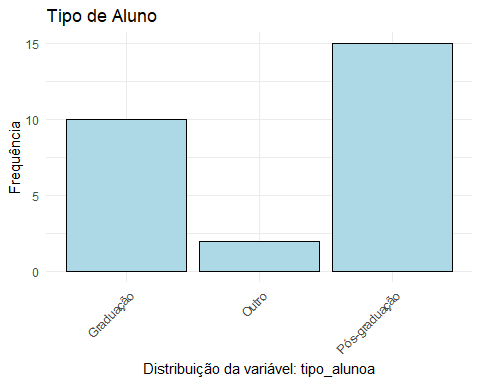 Tipo de Aluno
Frequência
15
10
5
0
Graduação
Outro
Pós-graduação
Distribuição da variável: tipo_alunoa